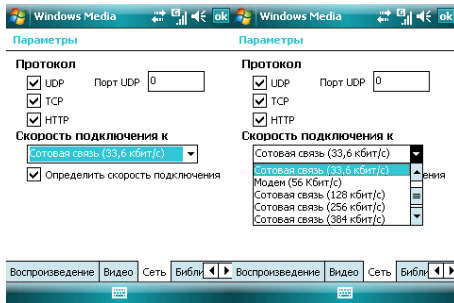 Windows Media
ok
Параметры
Протокол
UDP Порт UDP 0
TCP
HTTP
Скорость подключения к
Сотовая связь (33,6 кбит/с)
Определить скорость подключения
Воспроизведение Видео Сеть Библи
Windows Media
ok
Параметры
Протокол
UDP Порт UDP 0
TCP
HTTP
Скорость подключения к
Сотовая связь (33,6 кбит/с)
Сотовая связь (33,6 кбит/с)
Модем (56 Кбит/с)
Сотовая связь (128 кбит/с)
Сотовая связь (256 кбит/с)
Сотовая связь (384 кбит/с)
ения
Воспроизведение Видео Сеть Библи